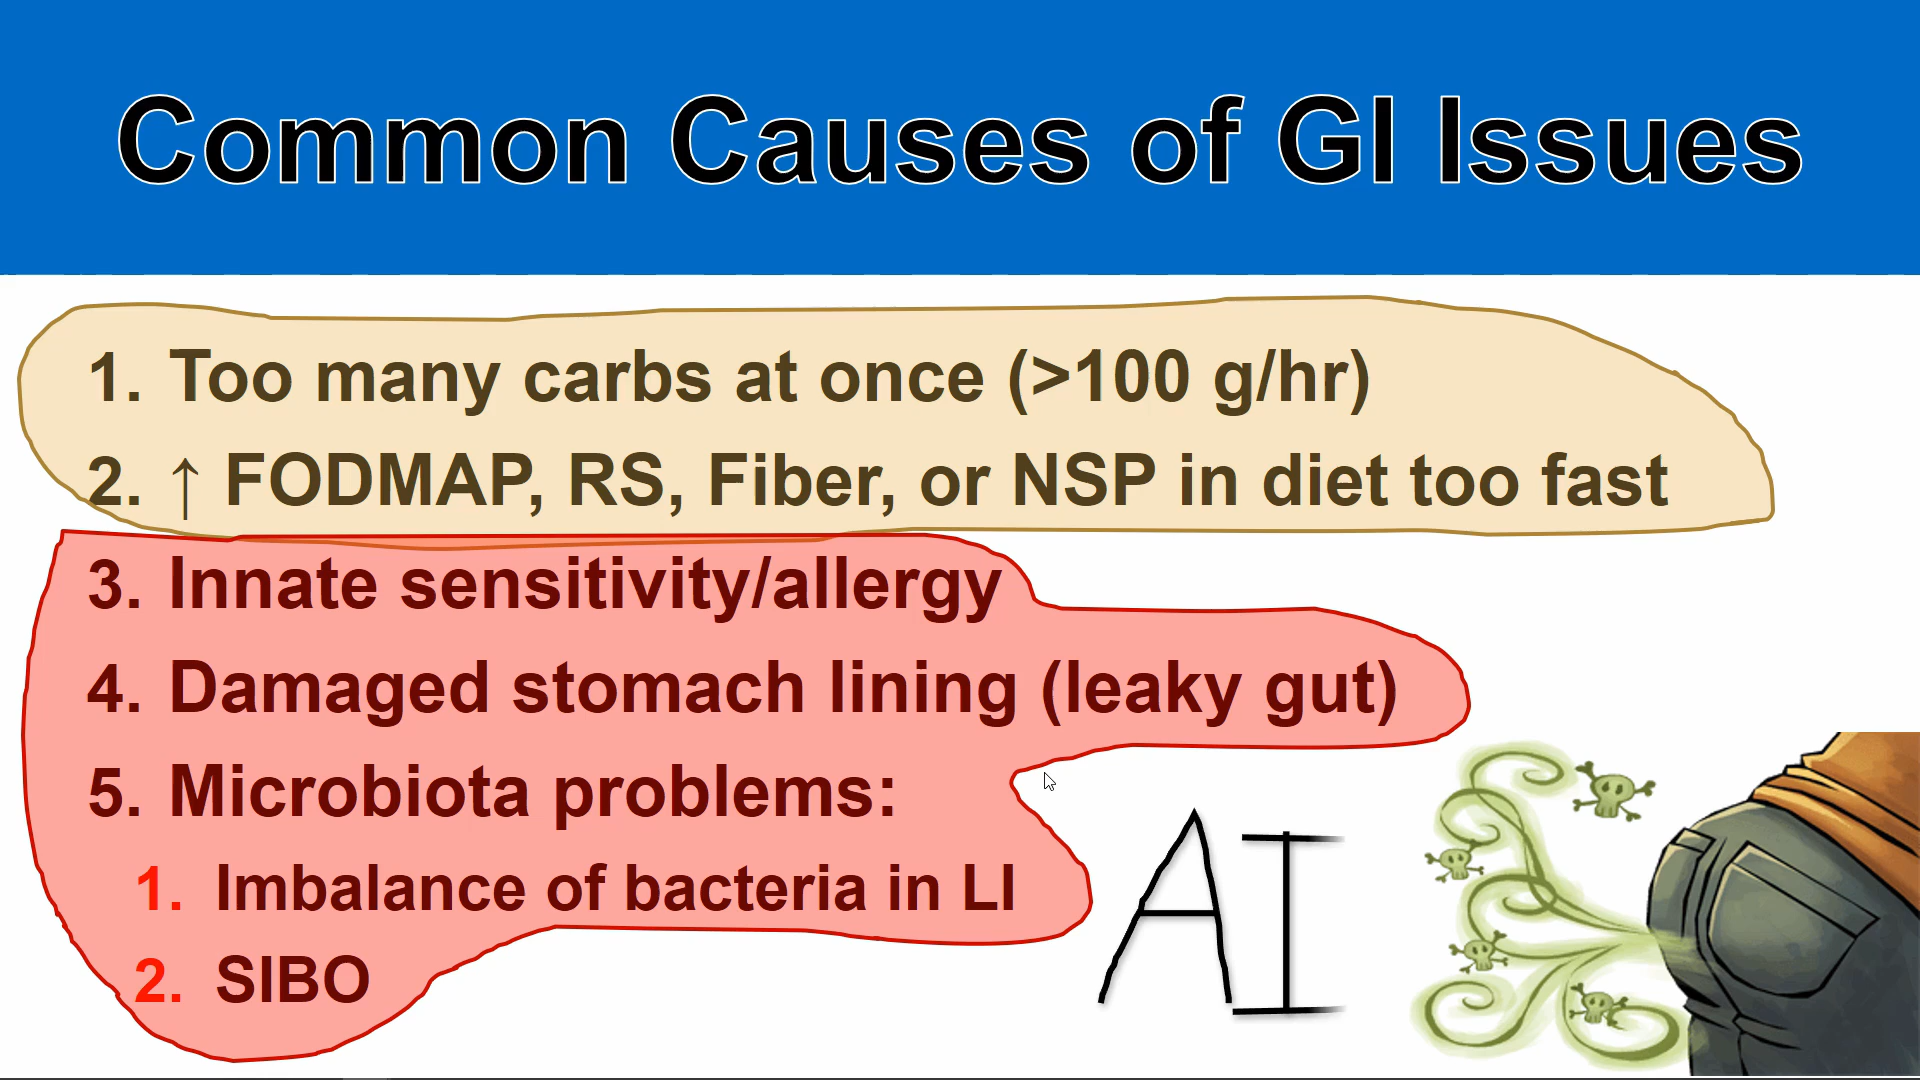 Common Causes of GI Issues
1. Too many carbs at once (>100 g/hr)
2. ↑ FODMAP, RS, Fiber, or NSP in diet too fast
3. Innate sensitivity/allergy
4. Damaged stomach lining (leaky gut)
5. Microbiota problems:
1. Imbalance of bacteria in LI
2. SIBO
AI